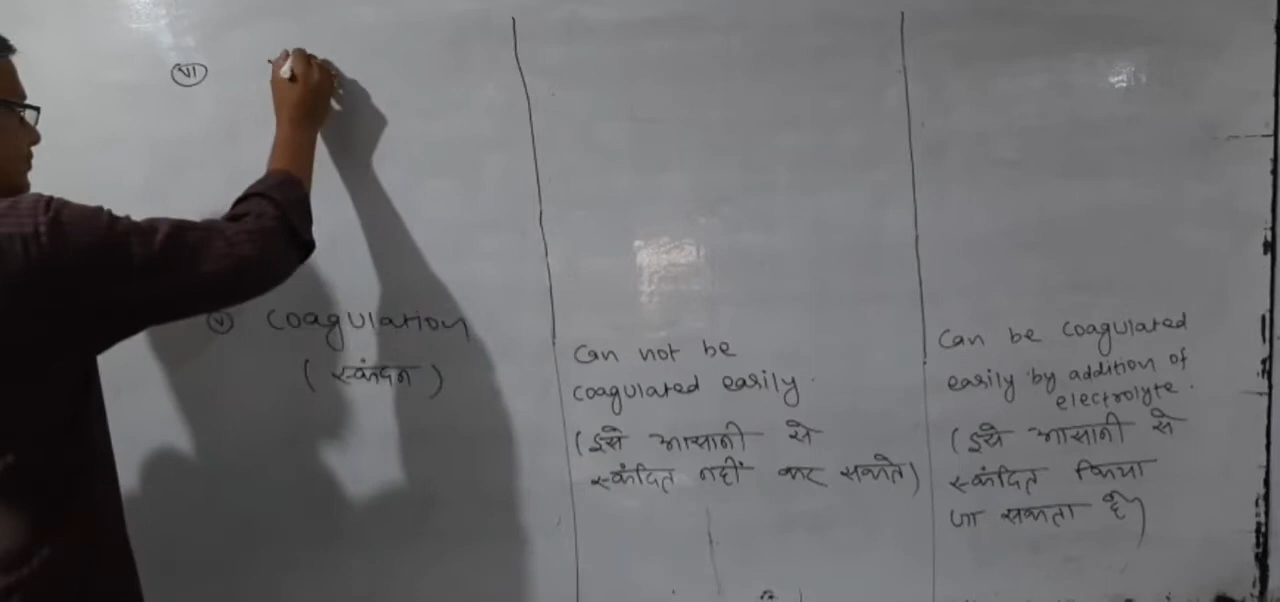 VI
V Coagulation
(स्कंदन)
Can not be
coagulated easily.
(इसे आसानी से
स्कंदित नहीं कर सकते)
Can be coagulated
easily by addition of
electrolyte.
(इसे आसानी से
स्कंदित किया
जा सकता है)